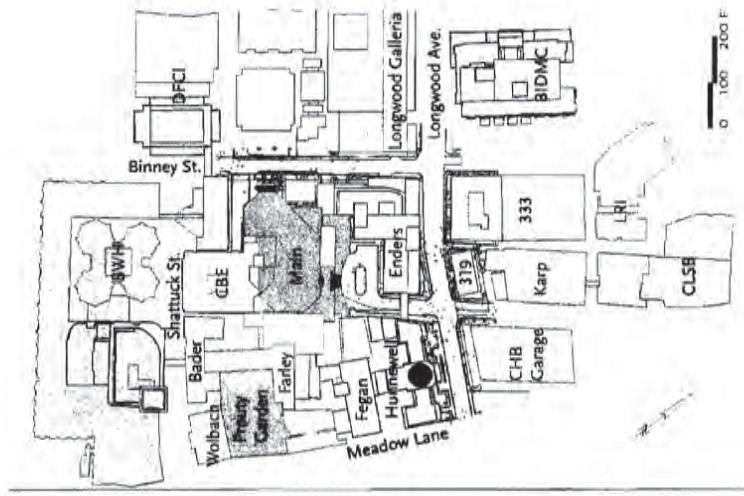 DFCI
Longwood Galleria
Longwood Ave.
BIDMC
0 100 200 F
Binney St.
BWH
Shattuck St.
CBE
Main
Enders
333
LRI
319
Karp
CLSB
Bader
Wolbach
Prouty
Garden
Farley
Fegan
Hunnewell
CHB
Garage
Meadow Lane